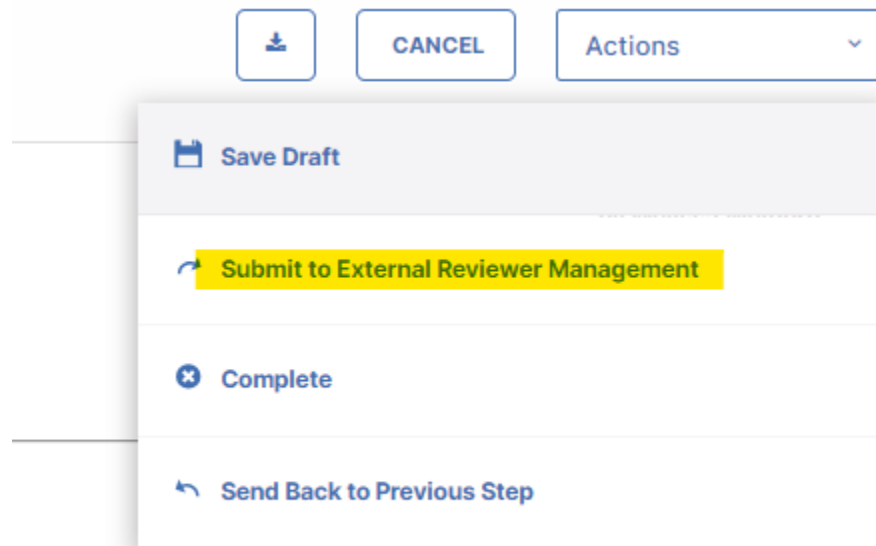 CANCEL
Actions
Save Draft
Submit to External Reviewer Management
Complete
Send Back to Previous Step